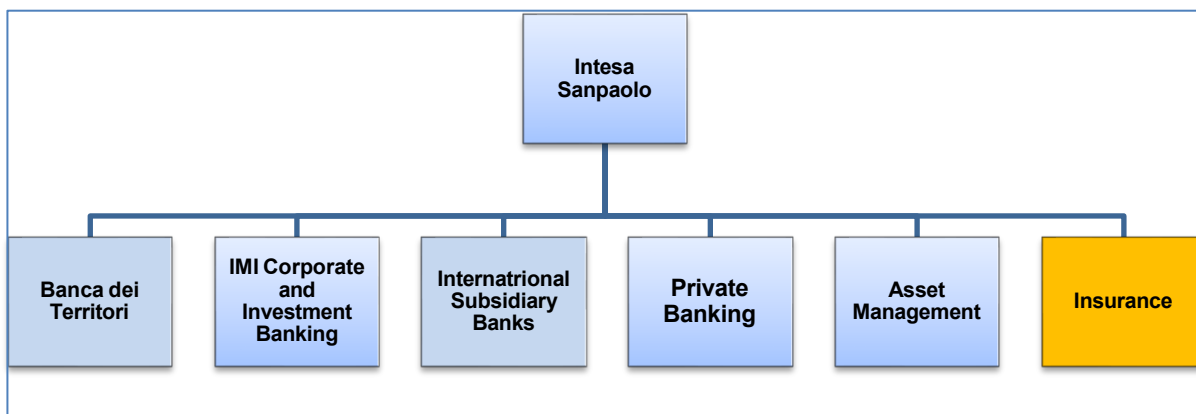 Intesa
Sanpaolo
Banca dei
Territori
IMI Corporate
and
Investment
Banking
Internatrional
Subsidiary
Banks
Private
Banking
Asset
Management
Insurance